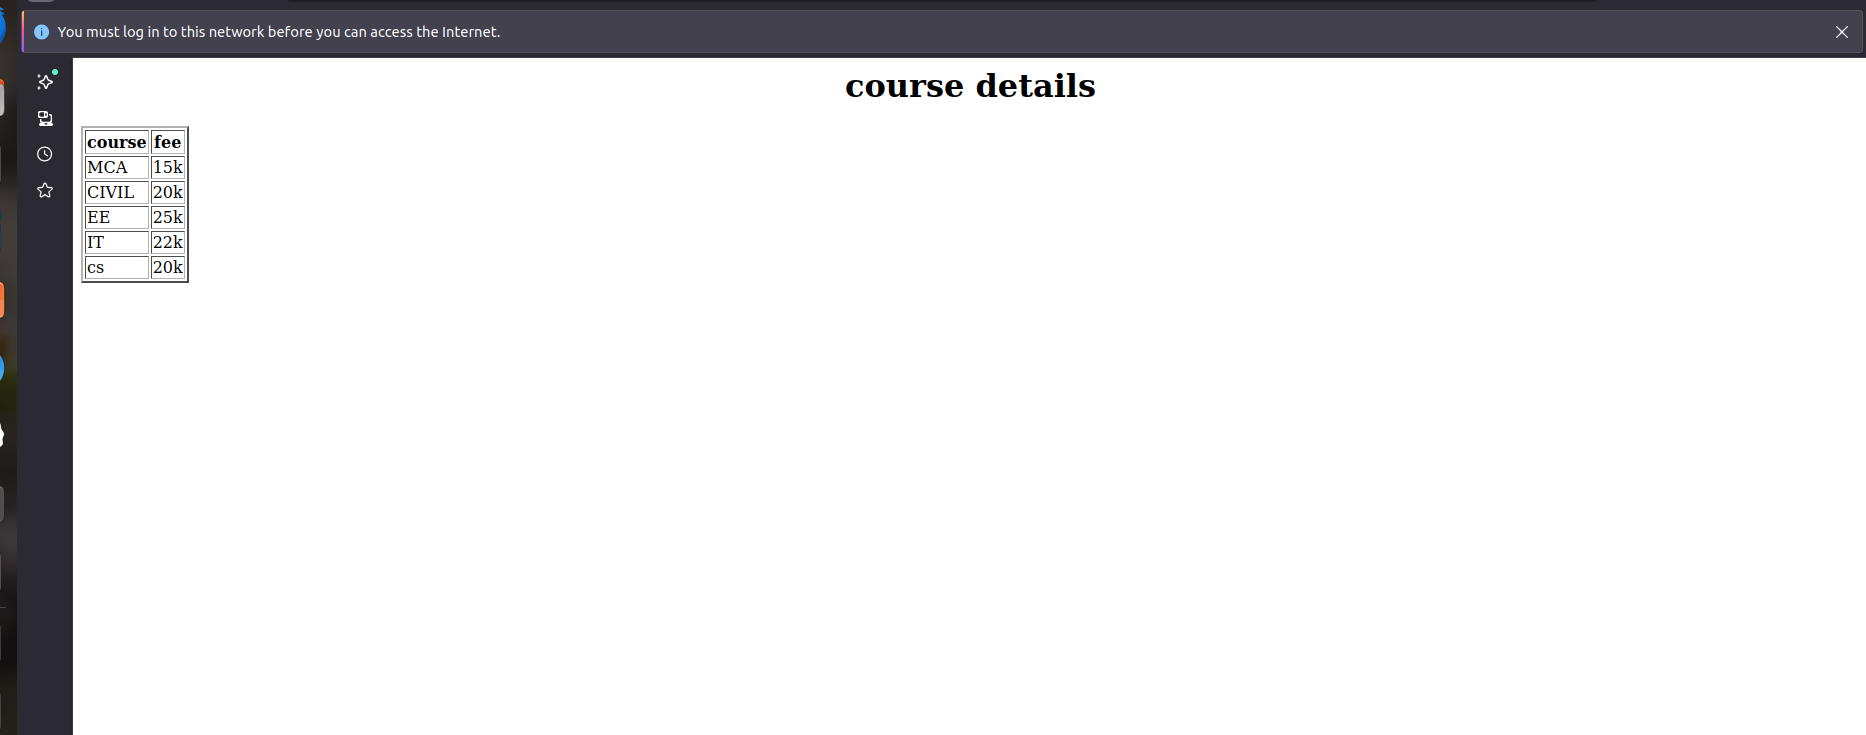 You must log in to this network before you can access the Internet.
course details
course fee
MCA 15k
CIVIL 20k
EE 25k
IT 22k
cs 20k